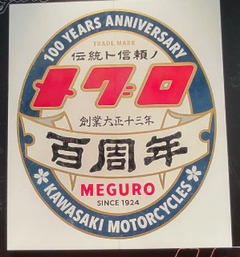 100 YEARS ANNIVERSARY
TRADE MARK
伝統ト信頼ノ
メグロ
創業大正十三年
百周年
MEGURO
SINCE 1924
KAWASAKI MOTORCYCLES